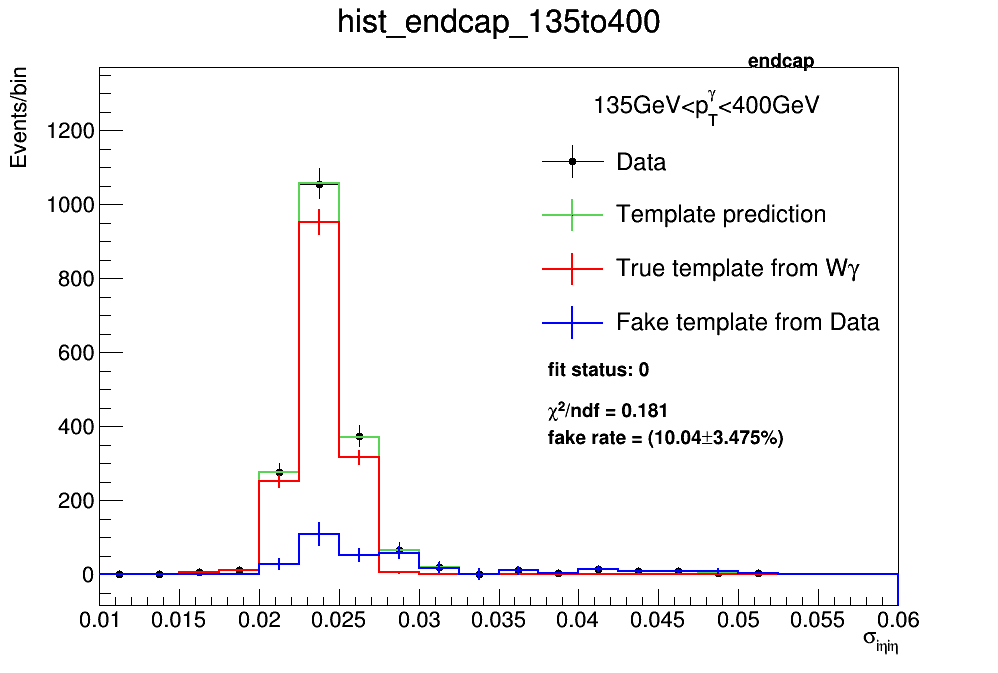 hist_endcap_135to400
endcap
Events/bin
135GeV<p_T^γ<400GeV
Data
Template prediction
True template from Wγ
Fake template from Data
fit status: 0
χ²/ndf = 0.181
fake rate = (10.04±3.475%)
1200
1000
800
600
400
200
0
0.01 0.015 0.02 0.025 0.03 0.035 0.04 0.045 0.05 0.055 0.06
σ_iηiη